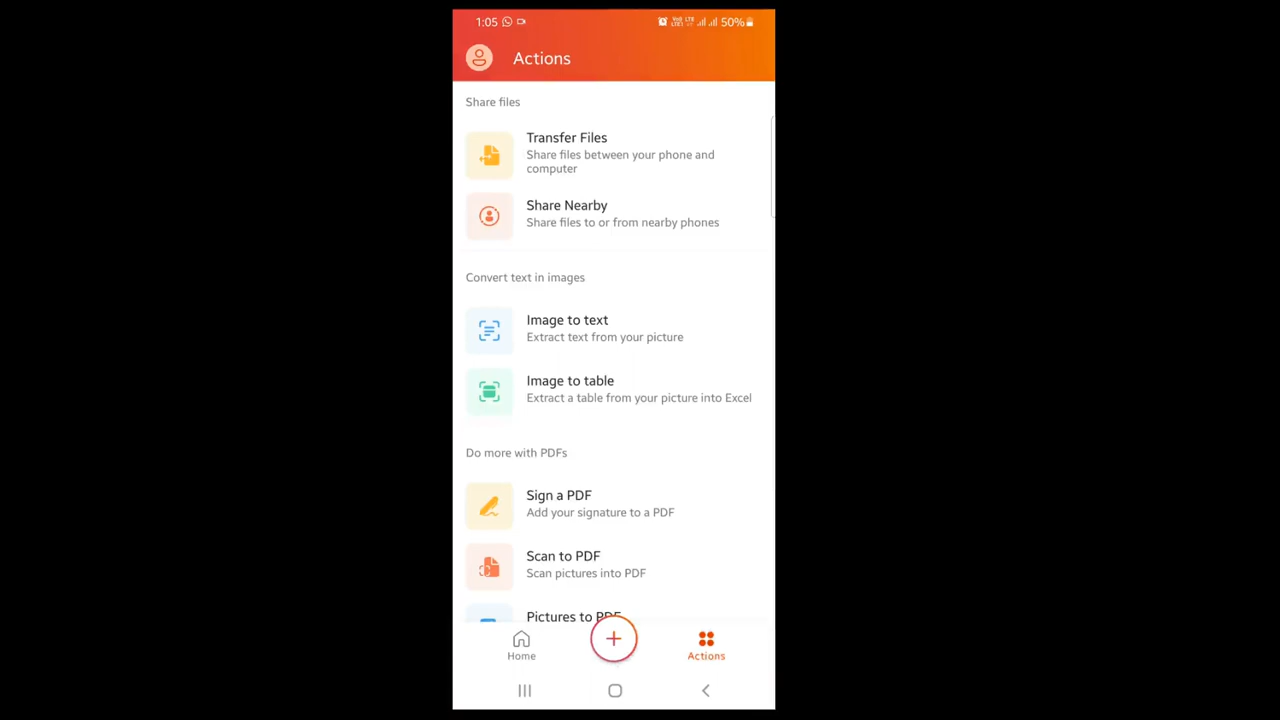 1:05 50%
Actions
Share files
Transfer Files
Share files between your phone and
computer
Share Nearby
Share files to or from nearby phones
Convert text in images
Image to text
Extract text from your picture
Image to table
Extract a table from your picture into Excel
Do more with PDFs
Sign a PDF
Add your signature to a PDF
Scan to PDF
Scan pictures into PDF
Pictures to PDF
Home
Actions